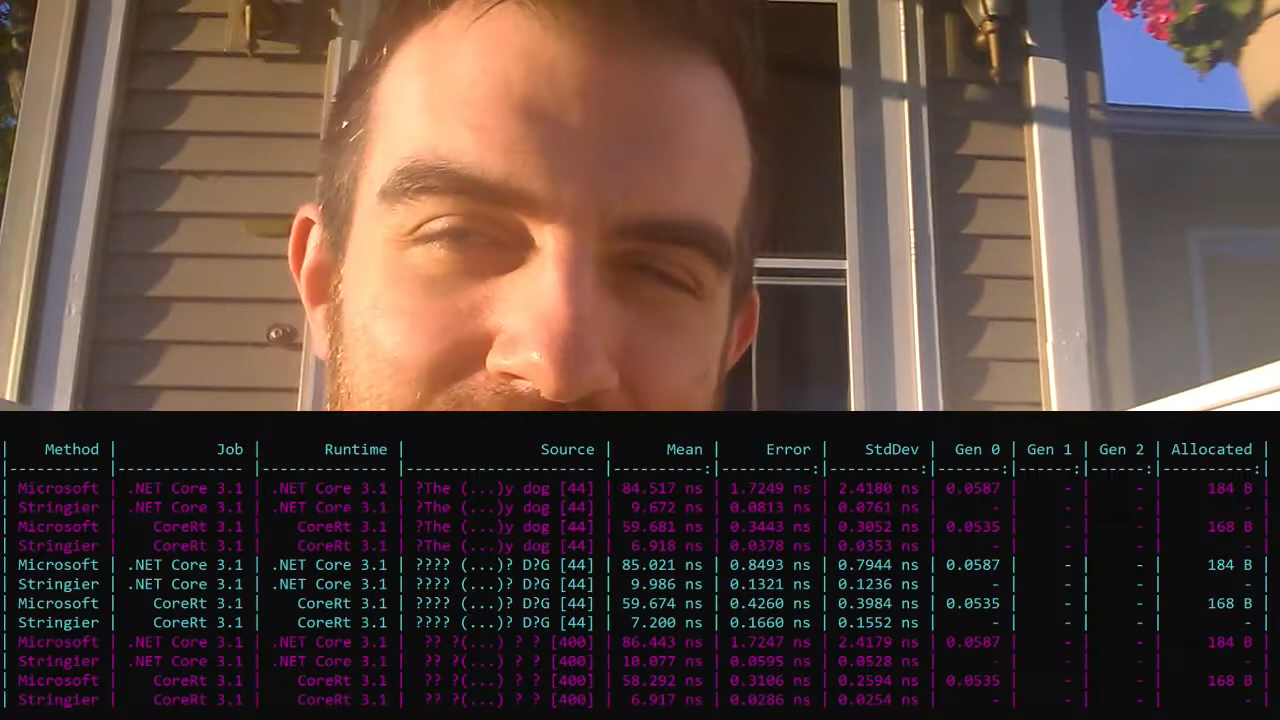 | Method | Job | Runtime | Source | Mean | Error | StdDev | Gen 0 | Gen 1 | Gen 2 | Allocated |
|---------- |-------------- |-------------- |--------------------- |----------:|----------:|----------:|-------:|------:|------:|----------:|
| Microsoft | .NET Core 3.1 | .NET Core 3.1 | ?The (...)y dog [44] | 84.517 ns | 1.7249 ns | 2.4180 ns | 0.0587 | - | - | 184 B |
| Stringier | .NET Core 3.1 | .NET Core 3.1 | ?The (...)y dog [44] | 9.672 ns | 0.0813 ns | 0.0761 ns | - | - | - | - |
| Microsoft | CoreRt 3.1 | CoreRt 3.1 | ?The (...)y dog [44] | 59.681 ns | 0.3443 ns | 0.3052 ns | 0.0535 | - | - | 168 B |
| Stringier | CoreRt 3.1 | CoreRt 3.1 | ?The (...)y dog [44] | 6.918 ns | 0.0378 ns | 0.0353 ns | - | - | - | - |
| Microsoft | .NET Core 3.1 | .NET Core 3.1 | ???? (...)? D?G [44] | 85.021 ns | 0.8493 ns | 0.7944 ns | 0.0587 | - | - | 184 B |
| Stringier | .NET Core 3.1 | .NET Core 3.1 | ???? (...)? D?G [44] | 9.986 ns | 0.1321 ns | 0.1236 ns | - | - | - | - |
| Microsoft | CoreRt 3.1 | CoreRt 3.1 | ???? (...)? D?G [44] | 59.674 ns | 0.4260 ns | 0.3984 ns | 0.0535 | - | - | 168 B |
| Stringier | CoreRt 3.1 | CoreRt 3.1 | ???? (...)? D?G [44] | 7.200 ns | 0.1660 ns | 0.1552 ns | - | - | - | - |
| Microsoft | .NET Core 3.1 | .NET Core 3.1 | ?? ?(...) ? ? [400] | 86.443 ns | 1.7247 ns | 2.4179 ns | 0.0587 | - | - | 184 B |
| Stringier | .NET Core 3.1 | .NET Core 3.1 | ?? ?(...) ? ? [400] | 10.077 ns | 0.0595 ns | 0.0528 ns | - | - | - | - |
| Microsoft | CoreRt 3.1 | CoreRt 3.1 | ?? ?(...) ? ? [400] | 58.292 ns | 0.3106 ns | 0.2594 ns | 0.0535 | - | - | 168 B |
| Stringier | CoreRt 3.1 | CoreRt 3.1 | ?? ?(...) ? ? [400] | 6.917 ns | 0.0286 ns | 0.0254 ns | - | - | - | - |